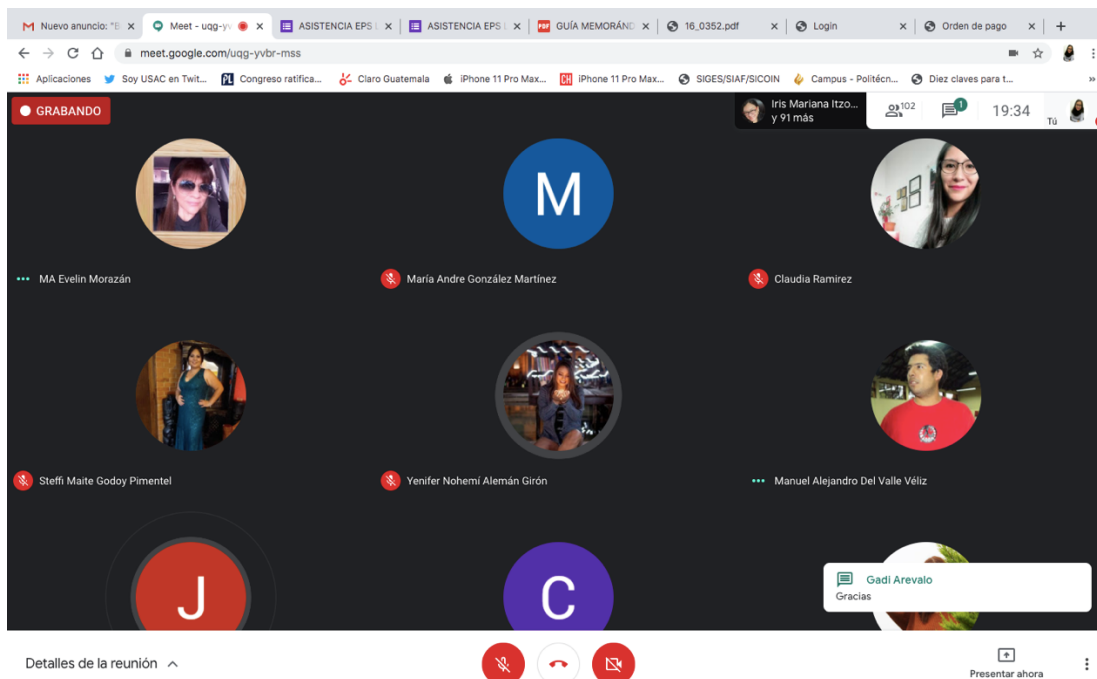 Nuevo anuncio: "E
Meet - uqg-yv
ASISTENCIA EPS
ASISTENCIA EPS
GUÍA MEMORÁND
16_0352.pdf
Login
Orden de pago
meet.google.com/uqg-yvbr-mss
Aplicaciones
Soy USAC en Twit...
Congreso ratifica...
Claro Guatemala
iPhone 11 Pro Max...
iPhone 11 Pro Max...
SIGES/SIAF/SICOIN
Campus - Politécn...
Diez claves para t...
GRABANDO
Iris Mariana Itzo...
y 91 más
102
1
19:34
Tú
M
MA Evelin Morazán
María Andre González Martínez
Claudia Ramirez
Steffi Maite Godoy Pimentel
Yenifer Nohemí Alemán Girón
Manuel Alejandro Del Valle Véliz
J
C
Gadi Arevalo
Gracias
Detalles de la reunión
Presentar ahora